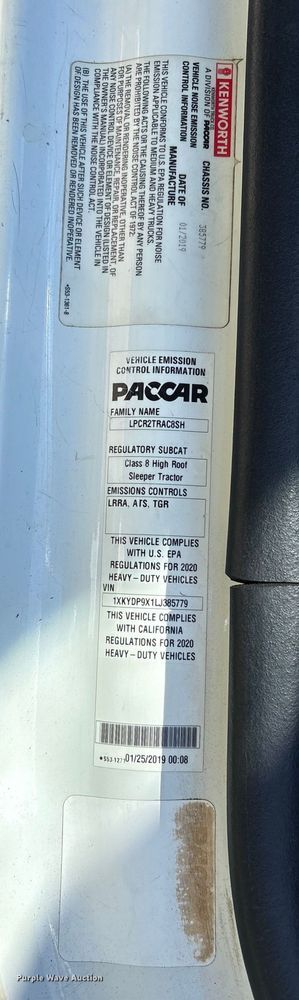 KENWORTH
A DIVISION OF PACCAR
VEHICLE NOISE EMISSION
CONTROL INFORMATION
CHASSIS NO. 385779
DATE OF
MANUFACTURE 01/2019
THIS VEHICLE CONFORMS TO U.S. EPA REGULATION FOR NOISE
EMISSION APPLICABLE TO MEDIUM AND HEAVY TRUCKS.
THE FOLLOWING ACTS OR THE CAUSING THEREOF BY ANY PERSON
ARE PROHIBITED BY THE NOISE CONTROL ACT OF 1972:
(A) THE REMOVAL OR RENDERING INOPERATIVE, OTHER THAN
FOR PURPOSES OF MAINTENANCE, REPAIR, OR REPLACEMENT, OF
ANY NOISE CONTROL DEVICE OR ELEMENT OF DESIGN (LISTED IN
THE OWNER'S MANUAL) INCORPORATED INTO THE VEHICLE IN
COMPLIANCE WITH THE NOISE CONTROL ACT.
(B) THE USE OF THIS VEHICLE AFTER SUCH DEVICE OR ELEMENT
OF DESIGN HAS BEEN REMOVED OR RENDERED INOPERATIVE.
VEHICLE EMISSION
CONTROL INFORMATION
PACCAR
FAMILY NAME
LPCR2TRAC8SH
REGULATORY SUBCAT
Class 8 High Roof
Sleeper Tractor
EMISSIONS CONTROLS
LRRA, ATS, TGR
THIS VEHICLE COMPLIES
WITH U.S. EPA
REGULATIONS FOR 2020
HEAVY-DUTY VEHICLES
VIN
1XKYDP9X1LJ385779
THIS VEHICLE COMPLIES
WITH CALIFORNIA
REGULATIONS FOR 2020
HEAVY-DUTY VEHICLES
01/25/2019 00:08
Purple Wave Auction